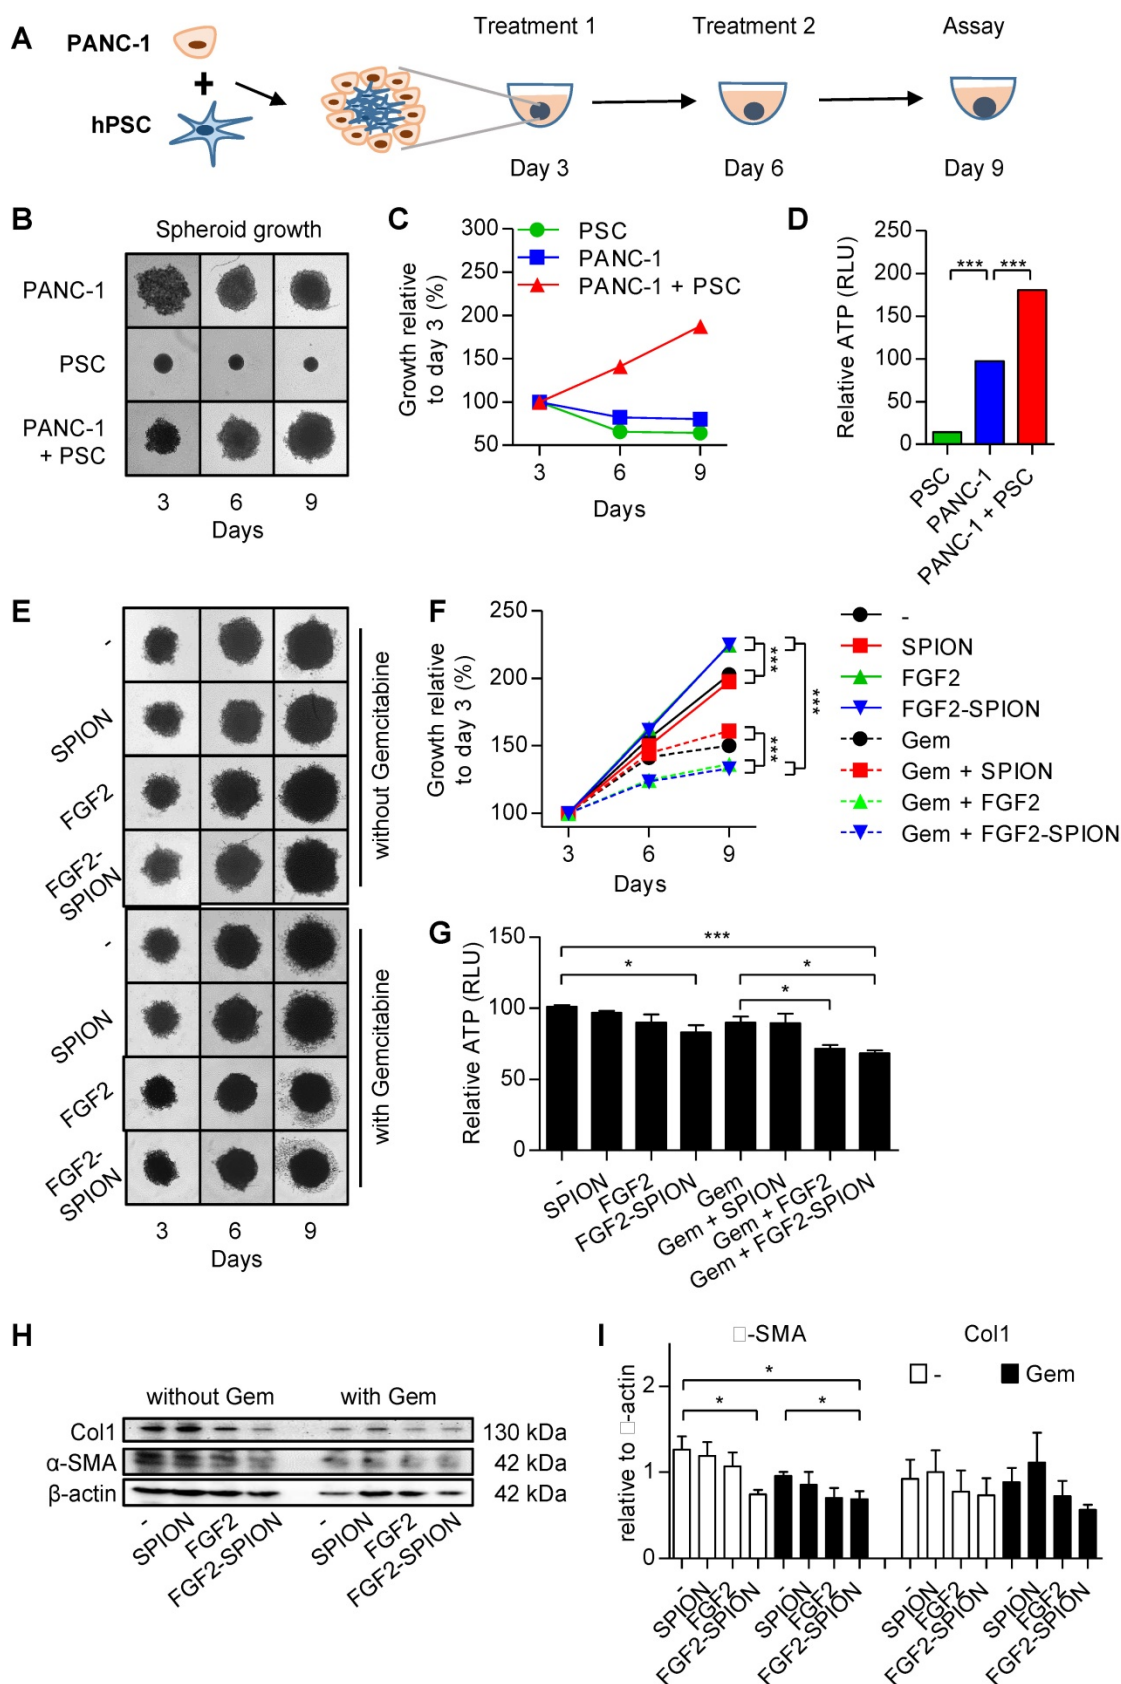 A
PANC-1
+
hPSC
Treatment 1
Treatment 2
Assay
Day 3
Day 6
Day 9
B
Spheroid growth
PANC-1
PSC
PANC-1
+ PSC
3 6 9
Days
C
Growth relative
to day 3 (%)
300
250
200
150
100
50
PSC
PANC-1
PANC-1 + PSC
3 6 9
Days
D
Relative ATP (RLU)
250
200
150
100
50
0
*** ***
PSC
PANC-1
PANC-1 + PSC
E
-
SPION
FGF2
FGF2-
SPION
without Gemcitabine
-
SPION
FGF2
FGF2-
SPION
with Gemcitabine
3 6 9
Days
F
Growth relative
to day 3 (%)
250
200
150
100
***
***
***
3 6 9
Days
-
SPION
FGF2
FGF2-SPION
Gem
Gem + SPION
Gem + FGF2
Gem + FGF2-SPION
G
Relative ATP (RLU)
150
100
50
0
***
* *
*
-
SPION
FGF2
FGF2-SPION
Gem
Gem + SPION
Gem + FGF2
Gem + FGF2-SPION
H
without Gem with Gem
Col1 130 kDa
α-SMA 42 kDa
β-actin 42 kDa
-
SPION
FGF2
FGF2-SPION
-
SPION
FGF2
FGF2-SPION
I
□-SMA Col1
- Gem
relative to □-actin
2
1
0
*
* *
-
SPION
FGF2
FGF2-SPION
-
SPION
FGF2
FGF2-SPION
-
SPION
FGF2
FGF2-SPION
-
SPION
FGF2
FGF2-SPION